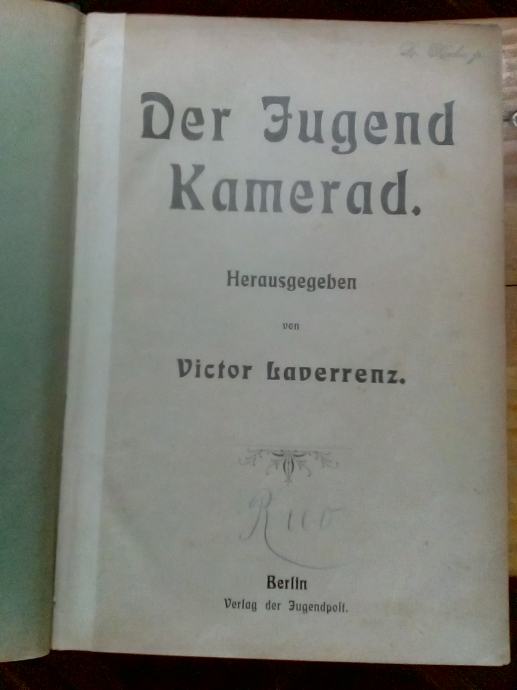 Der Jugend
Kamerad.
Herausgegeben
von
Victor Laverrenz.
Berlin
Verlag der Jugendpost.